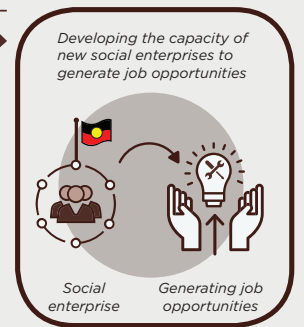 Developing the capacity of
new social enterprises to
generate job opportunities
Social
enterprise
Generating job
opportunities